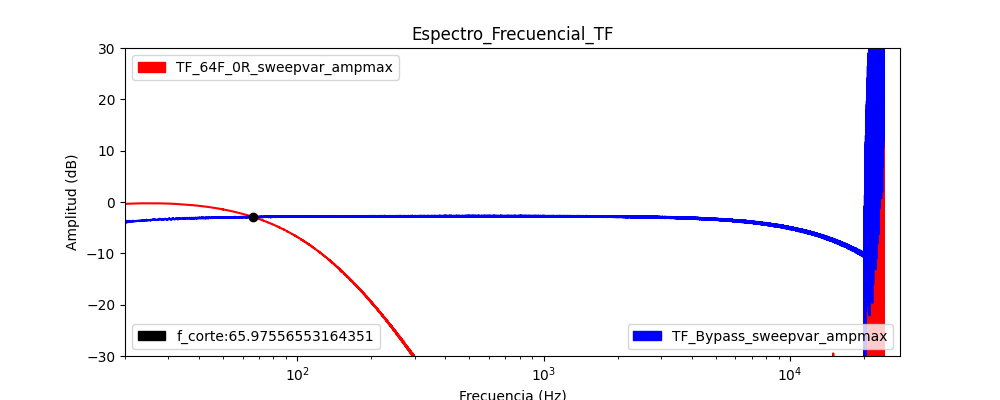 Espectro_Frecuencial_TF
Amplitud (dB)
30
20
10
0
−10
−20
−30
TF_64F_0R_sweepvar_ampmax
f_corte:65.97556553164351
TF_Bypass_sweepvar_ampmax
10²
10³
10⁴
Frecuencia (Hz)